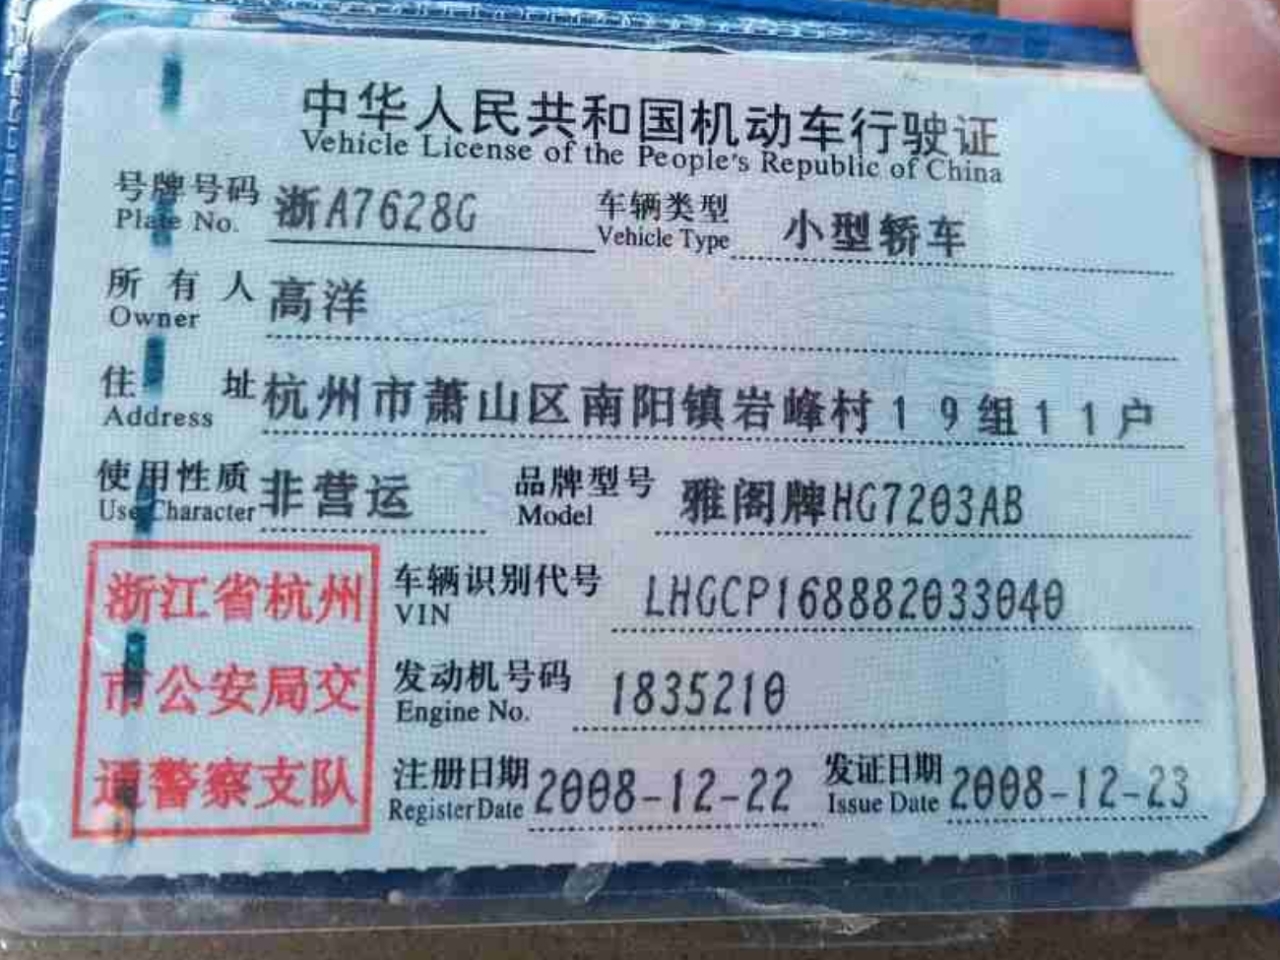 中华人民共和国机动车行驶证
Vehicle License of the People's Republic of China
号牌号码 浙A7628G 车辆类型 小型轿车
Plate No. Vehicle Type
所有人 高洋
Owner
住址 杭州市萧山区南阳镇岩峰村19组11户
Address
使用性质 非营运 品牌型号 雅阁牌HG7203AB
Use Character Model
浙江省杭州
市公安局交
通警察支队
车辆识别代号 LHGCP168882033040
VIN
发动机号码 1835210
Engine No.
注册日期 2008-12-22 发证日期 2008-12-23
Register Date Issue Date